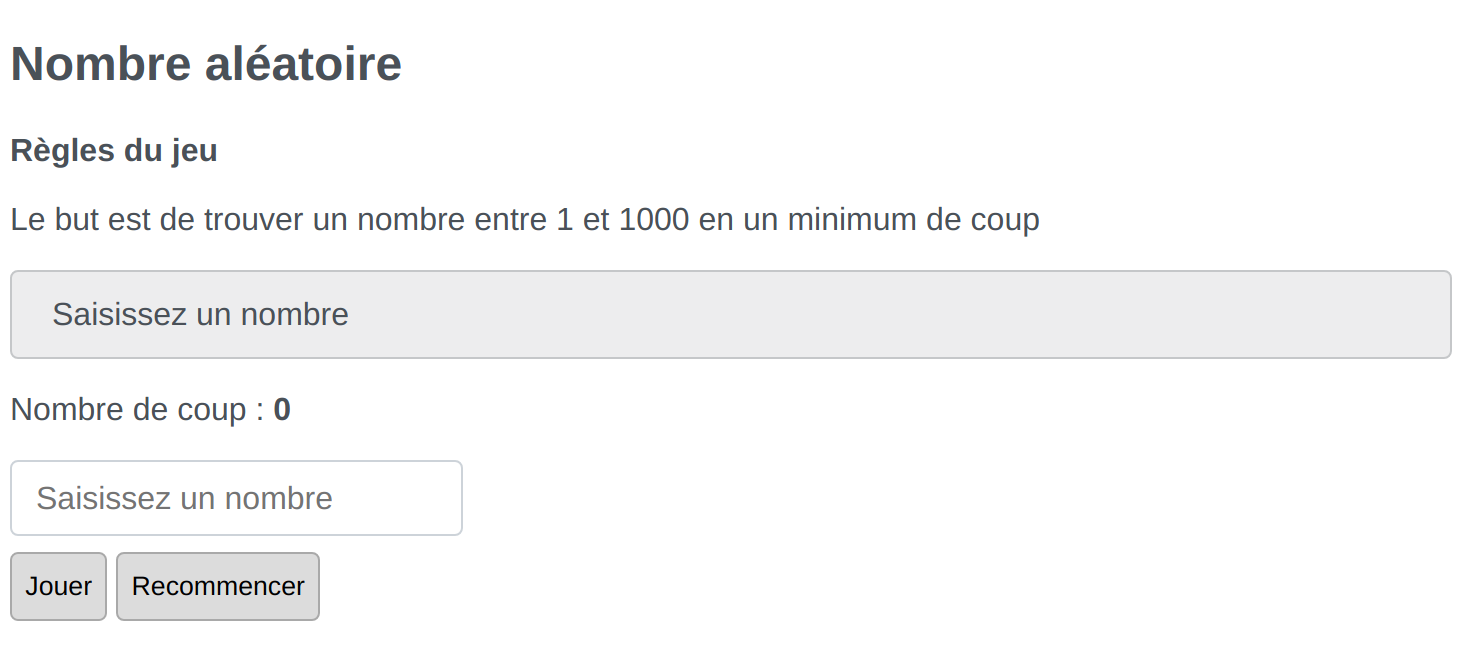 Nombre aléatoire
Règles du jeu
Le but est de trouver un nombre entre 1 et 1000 en un minimum de coup
Saisissez un nombre
Nombre de coup : 0
Saisissez un nombre
Jouer Recommencer